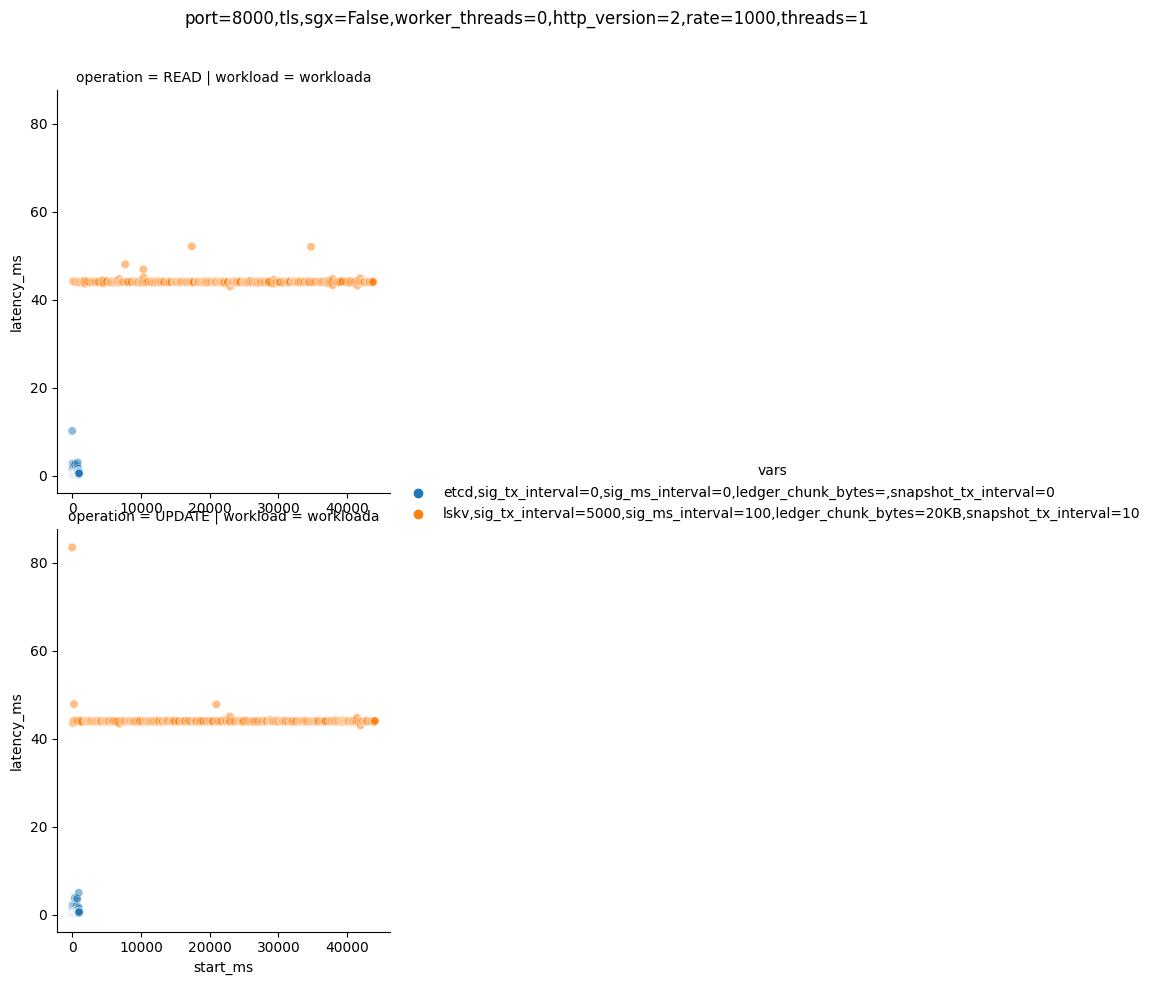 port=8000,tls,sgx=False,worker_threads=0,http_version=2,rate=1000,threads=1
operation = READ | workload = workloada
80
60
40
20
0
latency_ms
0 10000 20000 30000 40000
operation = UPDATE | workload = workloada
80
60
40
20
0
latency_ms
0 10000 20000 30000 40000
start_ms
vars
etcd,sig_tx_interval=0,sig_ms_interval=0,ledger_chunk_bytes=,snapshot_tx_interval=0
lskv,sig_tx_interval=5000,sig_ms_interval=100,ledger_chunk_bytes=20KB,snapshot_tx_interval=10